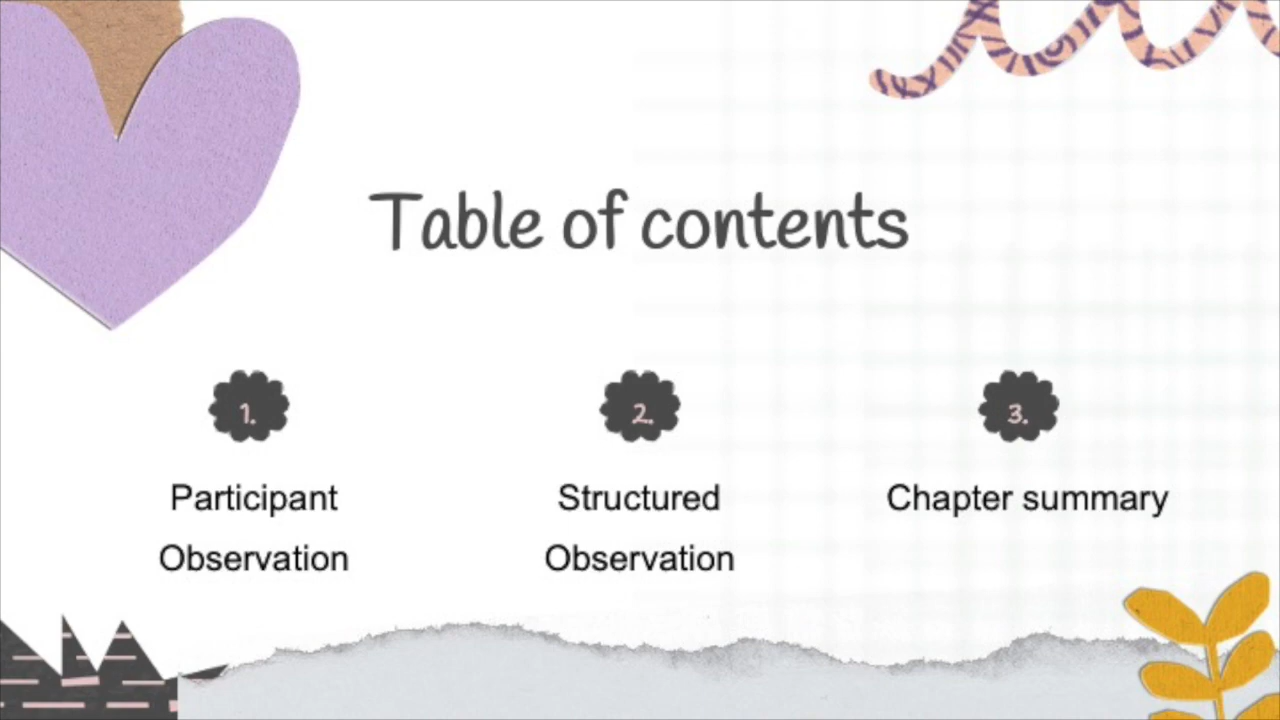 Table of contents
1.
2.
3.
Participant
Observation
Structured
Observation
Chapter summary